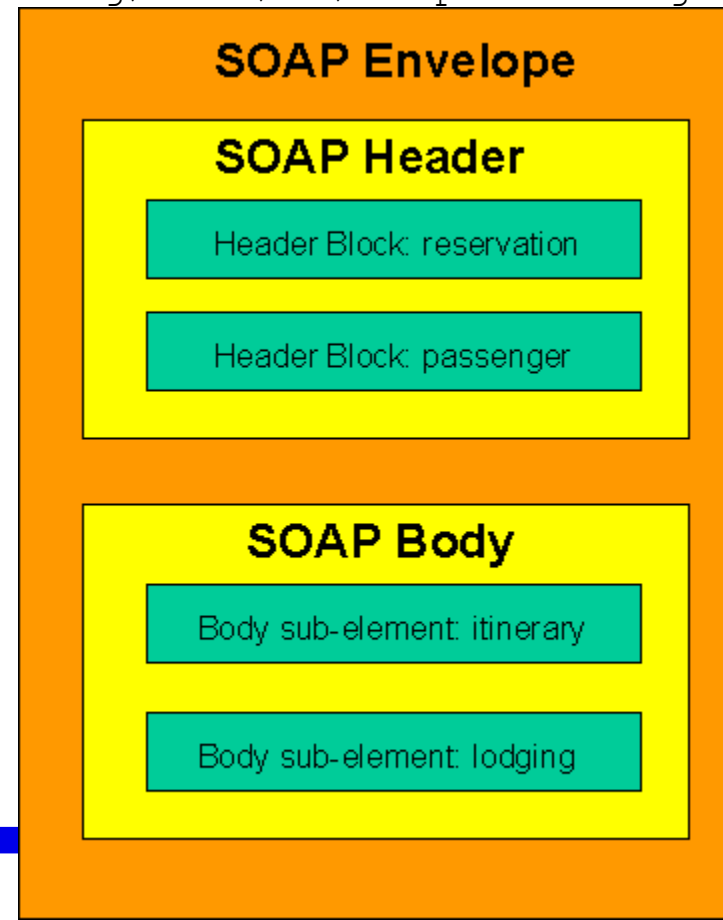 SOAP Envelope
SOAP Header
Header Block: reservation
Header Block: passenger
SOAP Body
Body sub-element: itinerary
Body sub-element: lodging